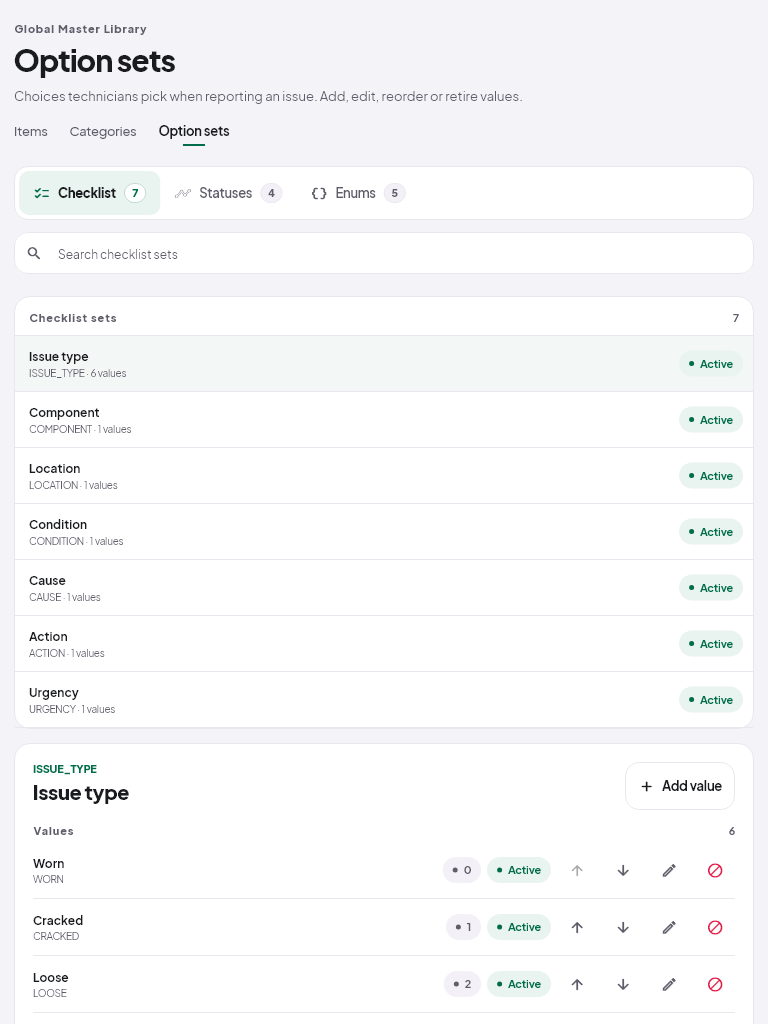 Global Master Library
Option sets
Choices technicians pick when reporting an issue. Add, edit, reorder or retire values.
Items Categories Option sets
Checklist 7 Statuses 4 Enums 5
Search checklist sets
Checklist sets 7
Issue type
ISSUE_TYPE · 6 values
Active
Component
COMPONENT · 1 values
Active
Location
LOCATION · 1 values
Active
Condition
CONDITION · 1 values
Active
Cause
CAUSE · 1 values
Active
Action
ACTION · 1 values
Active
Urgency
URGENCY · 1 values
Active
ISSUE_TYPE
Issue type
Add value
Values 6
Worn
WORN
0 Active
Cracked
CRACKED
1 Active
Loose
LOOSE
2 Active